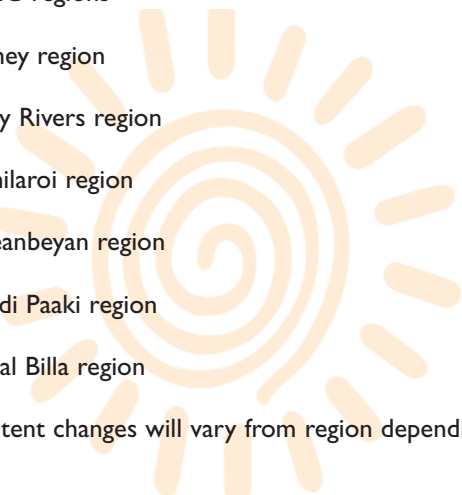 regions
ney region
y Rivers region
nilaroi region
eanbeyan region
di Paaki region
al Billa region
tent changes will vary from region depend